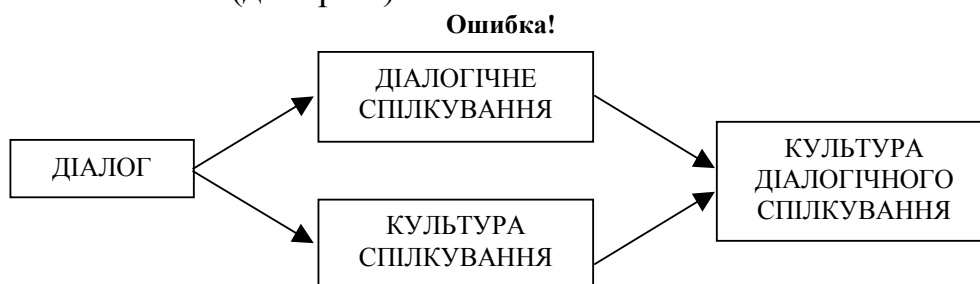 Ошибка!
ДІАЛОГІЧНЕ
СПІЛКУВАННЯ
ДІАЛОГ
КУЛЬТУРА
СПІЛКУВАННЯ
КУЛЬТУРА
ДІАЛОГІЧНОГО
СПІЛКУВАННЯ